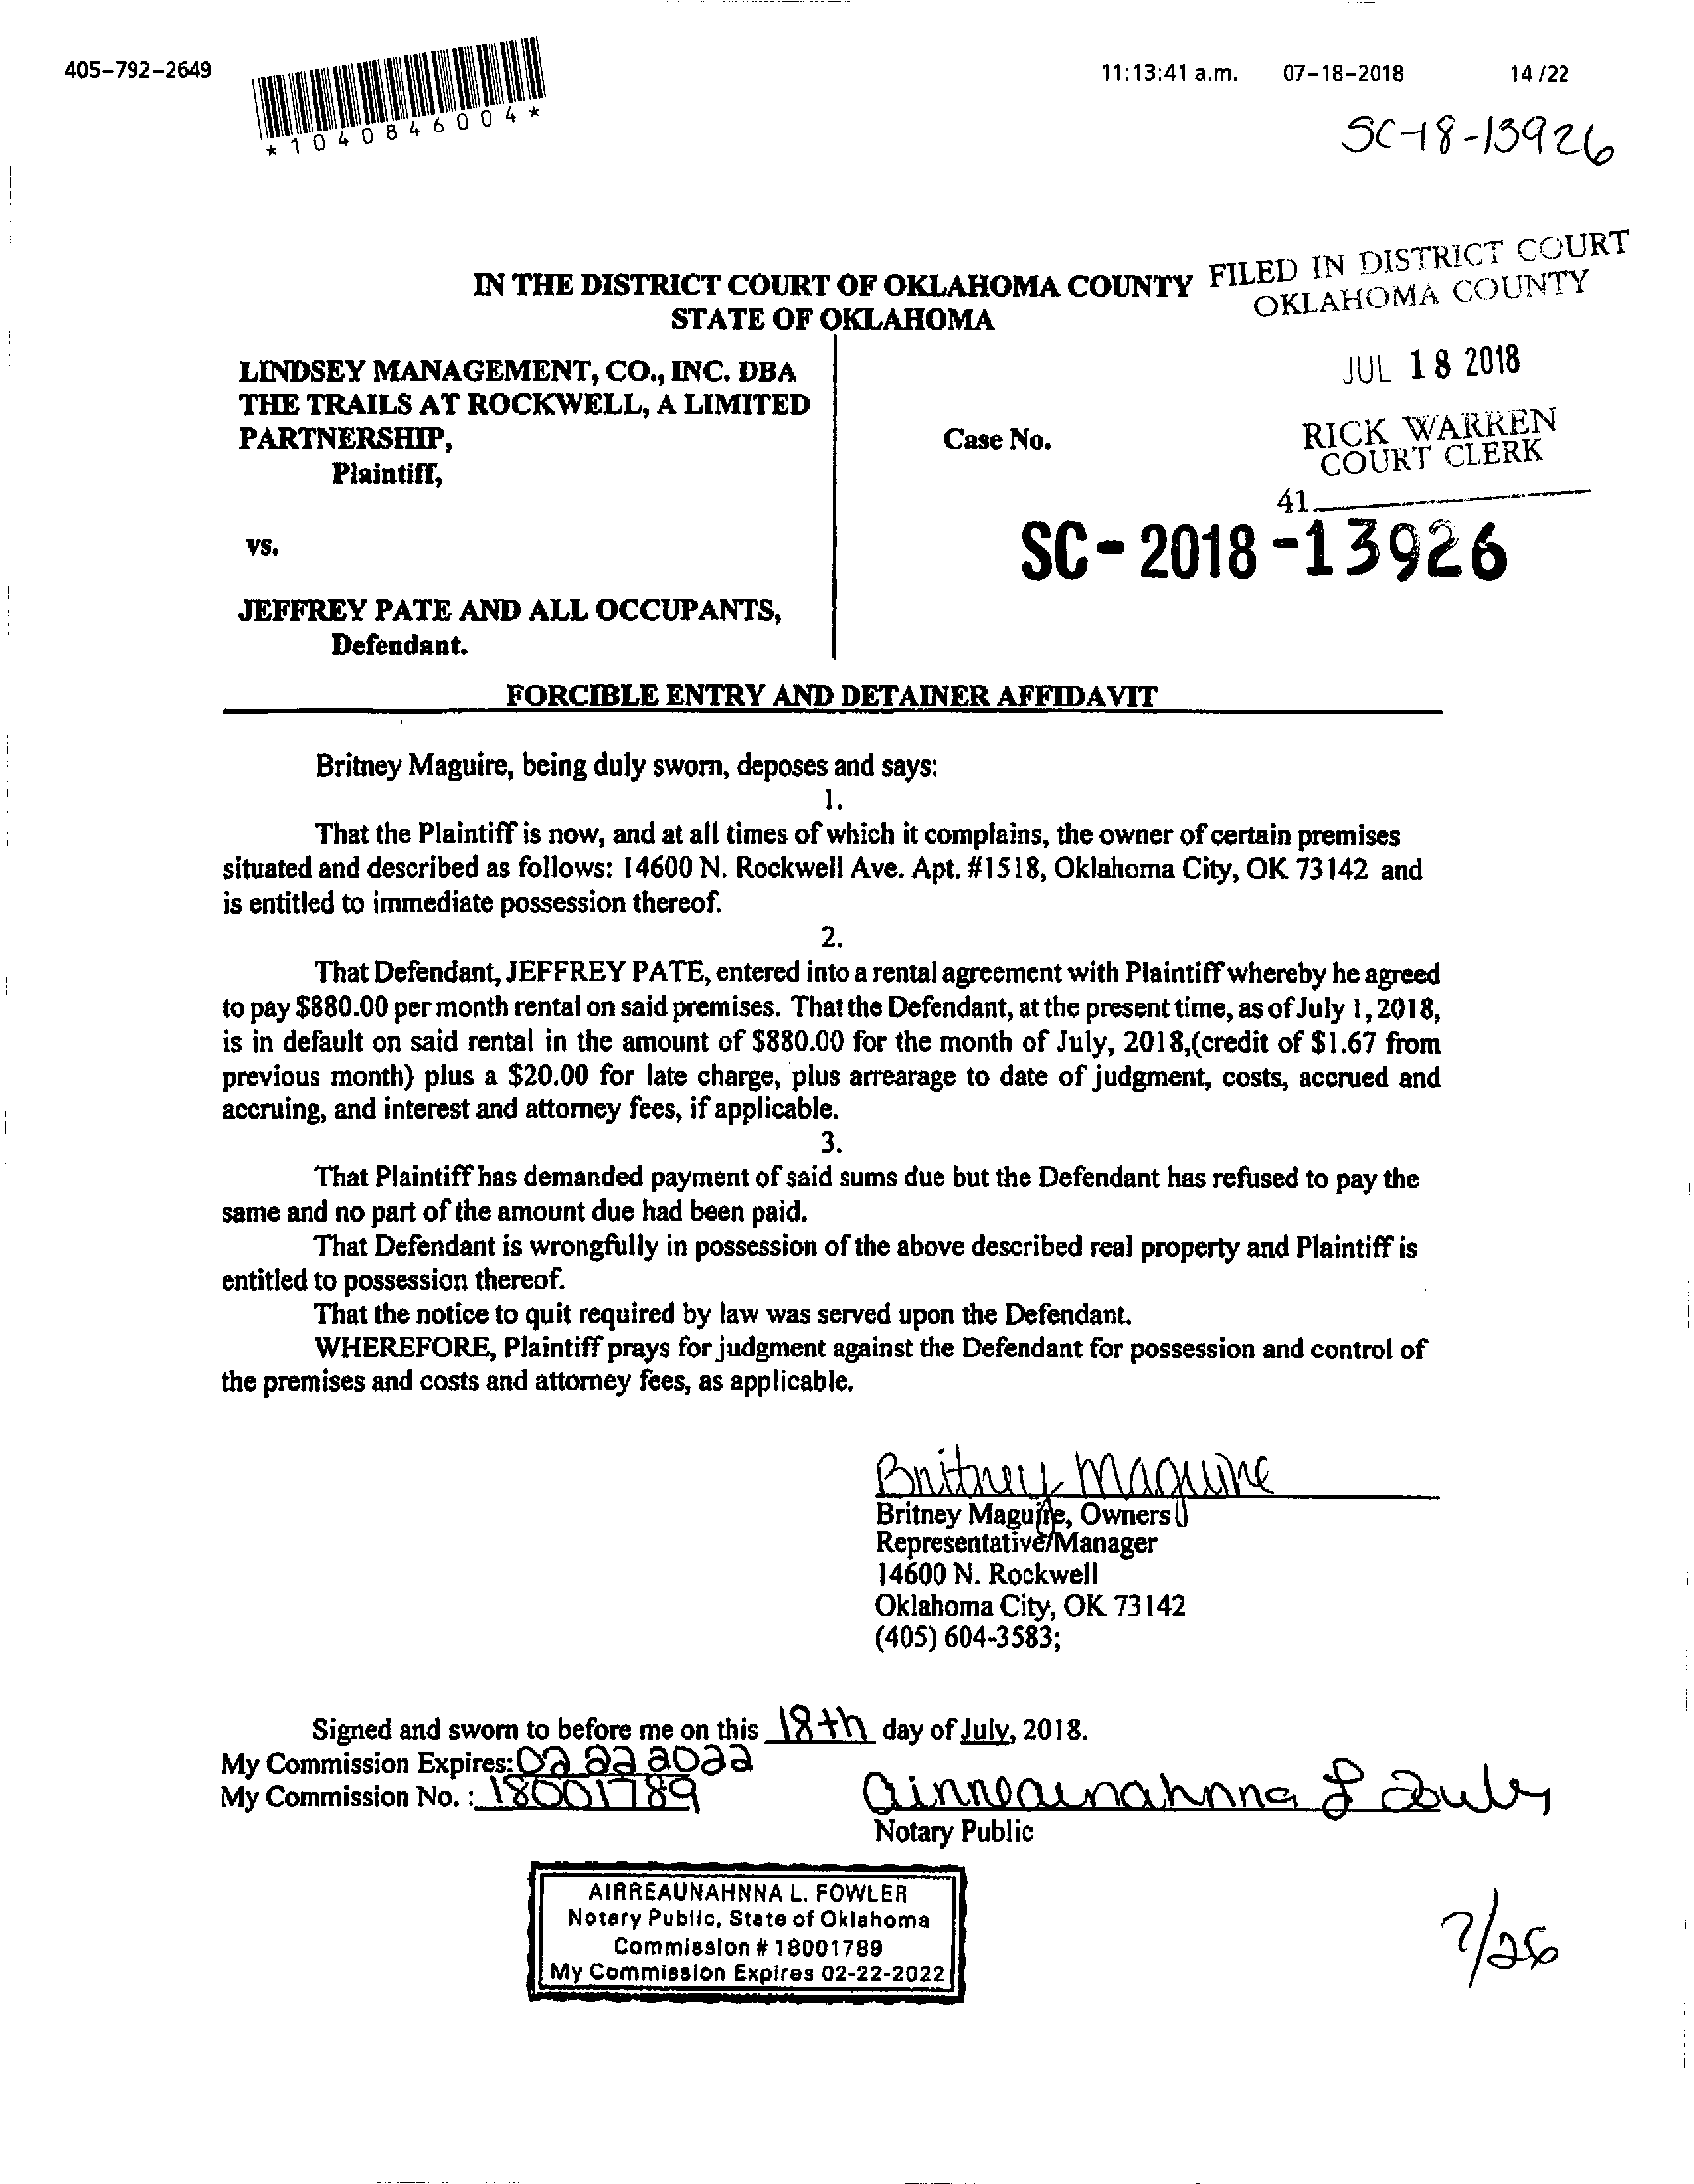 405-792-2649
11:13:41 a.m. 07-18-2018 14/22
*1040846004*
SC-18-13926
IN THE DISTRICT COURT OF OKLAHOMA COUNTY
STATE OF OKLAHOMA
FILED IN DISTRICT COURT
OKLAHOMA COUNTY
JUL 18 2018
RICK WARREN
COURT CLERK
41
LINDSEY MANAGEMENT, CO., INC. DBA
THE TRAILS AT ROCKWELL, A LIMITED
PARTNERSHIP,
Plaintiff,
Case No.
SC-2018-13926
vs.
JEFFREY PATE AND ALL OCCUPANTS,
Defendant.
FORCIBLE ENTRY AND DETAINER AFFIDAVIT
Britney Maguire, being duly sworn, deposes and says:
1.
That the Plaintiff is now, and at all times of which it complains, the owner of certain premises
situated and described as follows: 14600 N. Rockwell Ave. Apt. #1518, Oklahoma City, OK 73142 and
is entitled to immediate possession thereof.
2.
That Defendant, JEFFREY PATE, entered into a rental agreement with Plaintiff whereby he agreed
to pay $880.00 per month rental on said premises. That the Defendant, at the present time, as of July 1, 2018,
is in default on said rental in the amount of $880.00 for the month of July, 2018,(credit of $1.67 from
previous month) plus a $20.00 for late charge, plus arrearage to date of judgment, costs, accrued and
accruing, and interest and attorney fees, if applicable.
3.
That Plaintiff has demanded payment of said sums due but the Defendant has refused to pay the
same and no part of the amount due had been paid.
That Defendant is wrongfully in possession of the above described real property and Plaintiff is
entitled to possession thereof.
That the notice to quit required by law was served upon the Defendant.
WHEREFORE, Plaintiff prays for judgment against the Defendant for possession and control of
the premises and costs and attorney fees, as applicable.
Britney Maguire
Britney Maguire, Owners
Representative/Manager
14600 N. Rockwell
Oklahoma City, OK 73142
(405) 604-3583;
Signed and sworn to before me on this 18th day of July, 2018.
My Commission Expires: 02 22 2022
My Commission No. : 18001789
Notary Public
AIRREAUNAHNNA L. FOWLER
Notary Public, State of Oklahoma
Commission # 18001789
My Commission Expires 02-22-2022
7/26